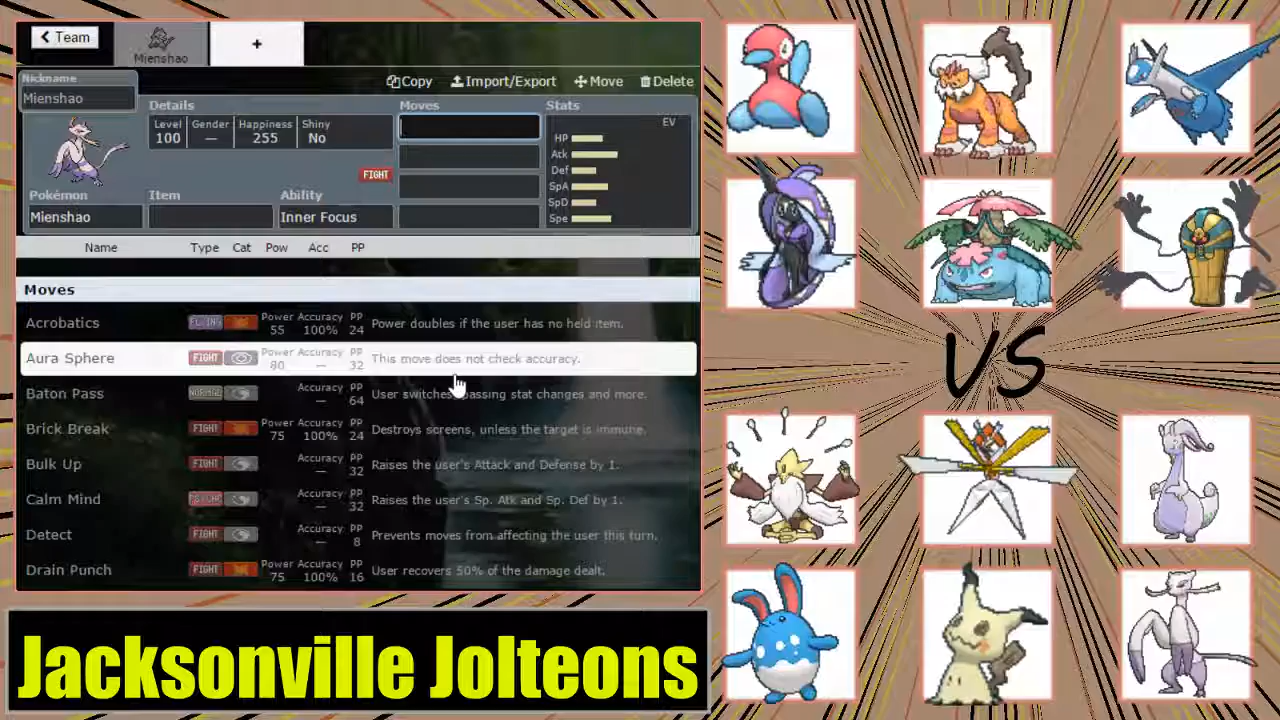 Team
Mienshao
+
Nickname
Mienshao
Copy Import/Export Move Delete
Details
Moves
Stats
Level Gender Happiness Shiny
100 — 255 No
EV
HP
Atk
Def
SpA
SpD
Spe
FIGHT
Pokémon Item Ability
Mienshao Inner Focus
Name Type Cat Pow Acc PP
Moves
Acrobatics Power 55 Accuracy 100% PP 24 Power doubles if the user has no held item.
Aura Sphere FIGHT Power 80 Accuracy — PP 32 This move does not check accuracy.
Baton Pass NORMAL Accuracy — PP 64 User switches, passing stat changes and more.
Brick Break FIGHT Power 75 Accuracy 100% PP 24 Destroys screens, unless the target is immune.
Bulk Up FIGHT Accuracy — PP 32 Raises the user's Attack and Defense by 1.
Calm Mind Accuracy — PP 32 Raises the user's Sp. Atk and Sp. Def by 1.
Detect FIGHT Accuracy — PP 8 Prevents moves from affecting the user this turn.
Drain Punch FIGHT Power 75 Accuracy 100% PP 16 User recovers 50% of the damage dealt.
VS
Jacksonville Jolteons